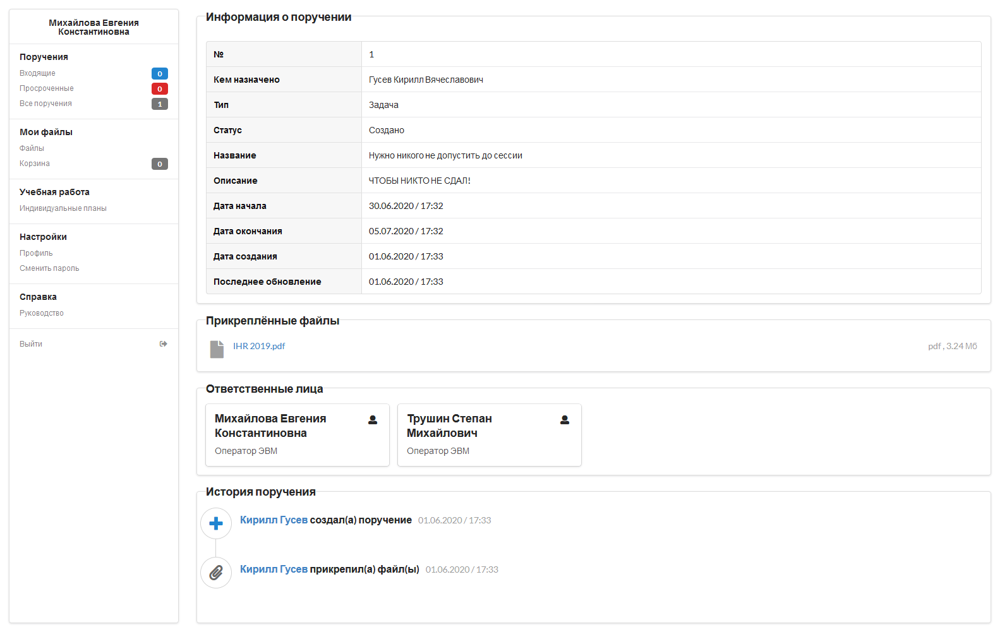 Михайлова Евгения
Константиновна
Поручения
Входящие 0
Просроченные 0
Все поручения 1
Мои файлы
Файлы
Корзина 0
Учебная работа
Индивидуальные планы
Настройки
Профиль
Сменить пароль
Справка
Руководство
Выйти
Информация о поручении
№ 1
Кем назначено Гусев Кирилл Вячеславович
Тип Задача
Статус Создано
Название Нужно никого не допустить до сессии
Описание ЧТОБЫ НИКТО НЕ СДАЛ!
Дата начала 30.06.2020 / 17:32
Дата окончания 05.07.2020 / 17:32
Дата создания 01.06.2020 / 17:33
Последнее обновление 01.06.2020 / 17:33
Прикреплённые файлы
IHR 2019.pdf pdf , 3.24 Мб
Ответственные лица
Михайлова Евгения
Константиновна
Оператор ЭВМ
Трушин Степан
Михайлович
Оператор ЭВМ
История поручения
Кирилл Гусев создал(а) поручение 01.06.2020 / 17:33
Кирилл Гусев прикрепил(а) файл(ы) 01.06.2020 / 17:33